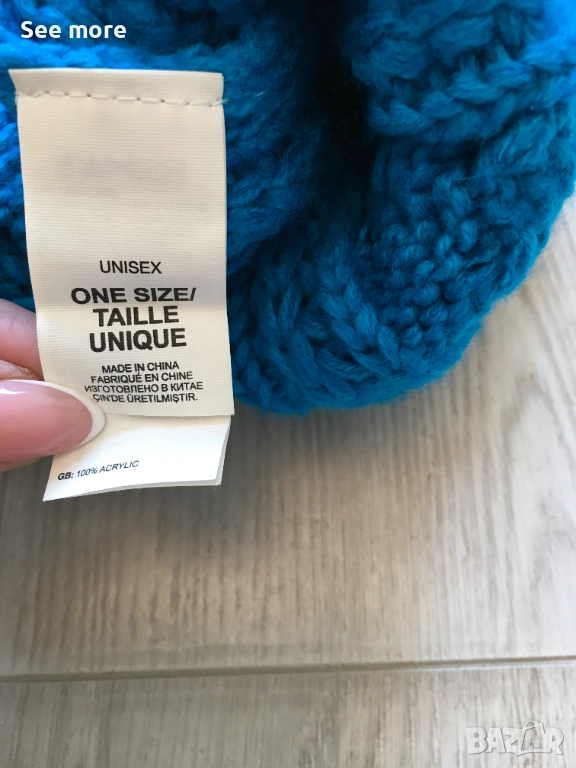 See more
UNISEX
ONE SIZE/
TAILLE
UNIQUE
MADE IN CHINA
FABRIQUÉ EN CHINE
ИЗГОТОВЛЕНО В КИТАЕ
ÇIN'DE ÜRETILMIŞTIR.
GB: 100% ACRYLIC
BAZAR